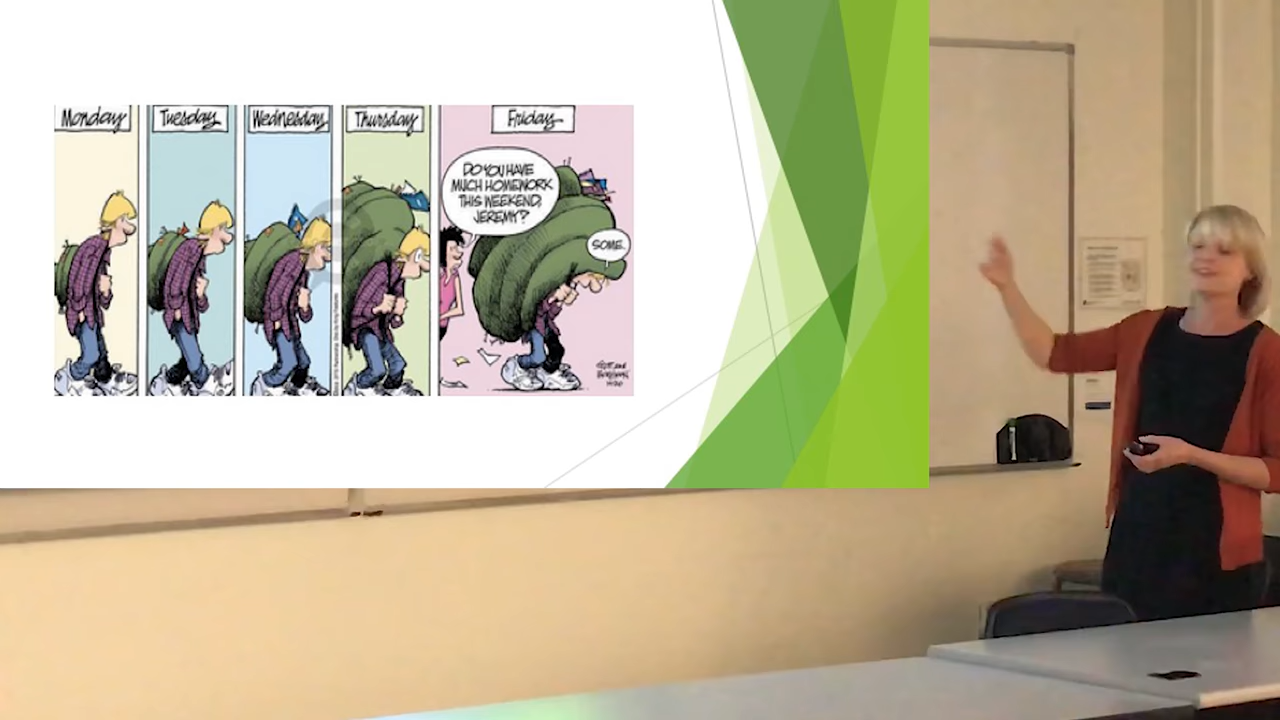 Monday
Tuesday
Wednesday
Thursday
Friday
DO YOU HAVE
MUCH HOMEWORK
THIS WEEKEND,
JEREMY?
SOME.